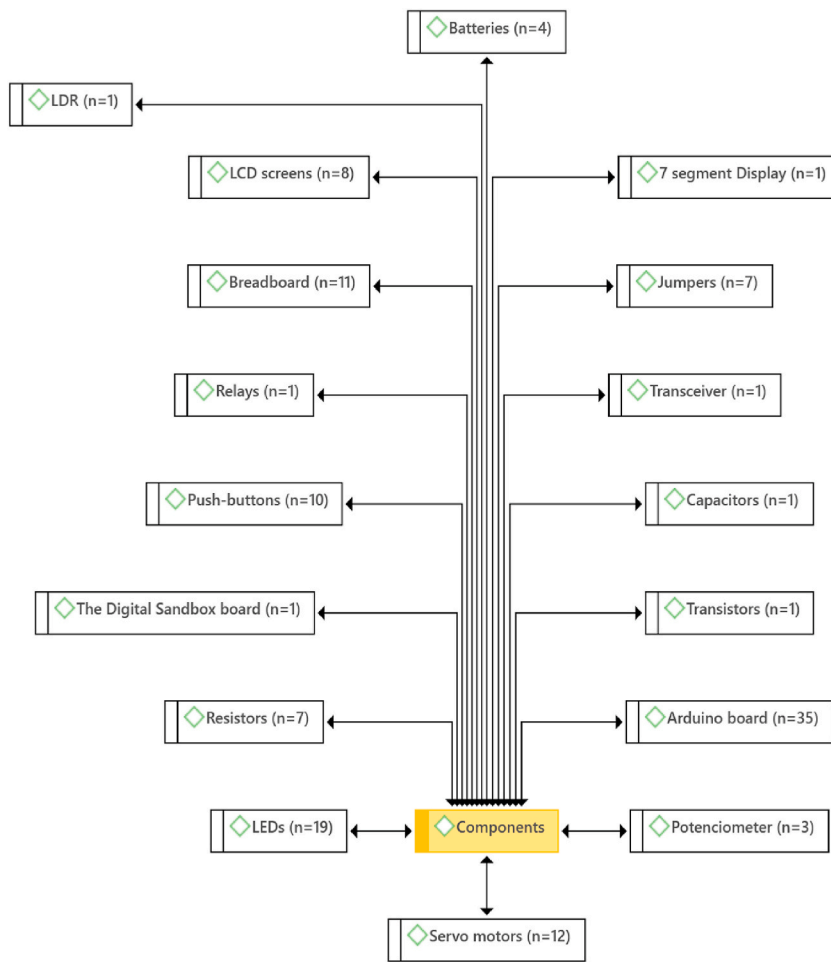 Batteries (n=4)
LDR (n=1)
LCD screens (n=8)
7 segment Display (n=1)
Breadboard (n=11)
Jumpers (n=7)
Relays (n=1)
Transceiver (n=1)
Push-buttons (n=10)
Capacitors (n=1)
The Digital Sandbox board (n=1)
Transistors (n=1)
Resistors (n=7)
Arduino board (n=35)
LEDs (n=19)
Components
Potenciometer (n=3)
Servo motors (n=12)